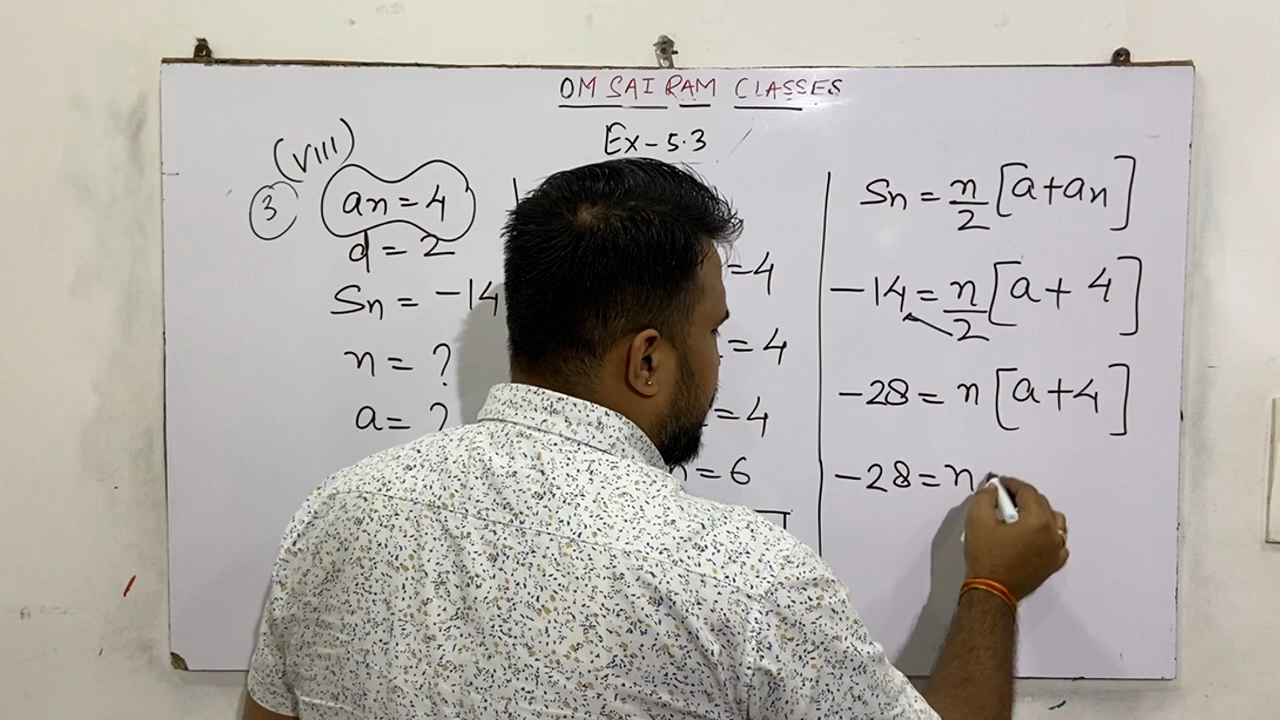 OM SAI RAM CLASSES
Ex-5.3
(VIII)
3 an = 4
d = 2
Sn = -14
n = ?
a = ?
=4
=4
=4
=6
Sn = n/2 [a+an]
-14 = n/2 [a+4]
-28 = n [a+4]
-28 = n